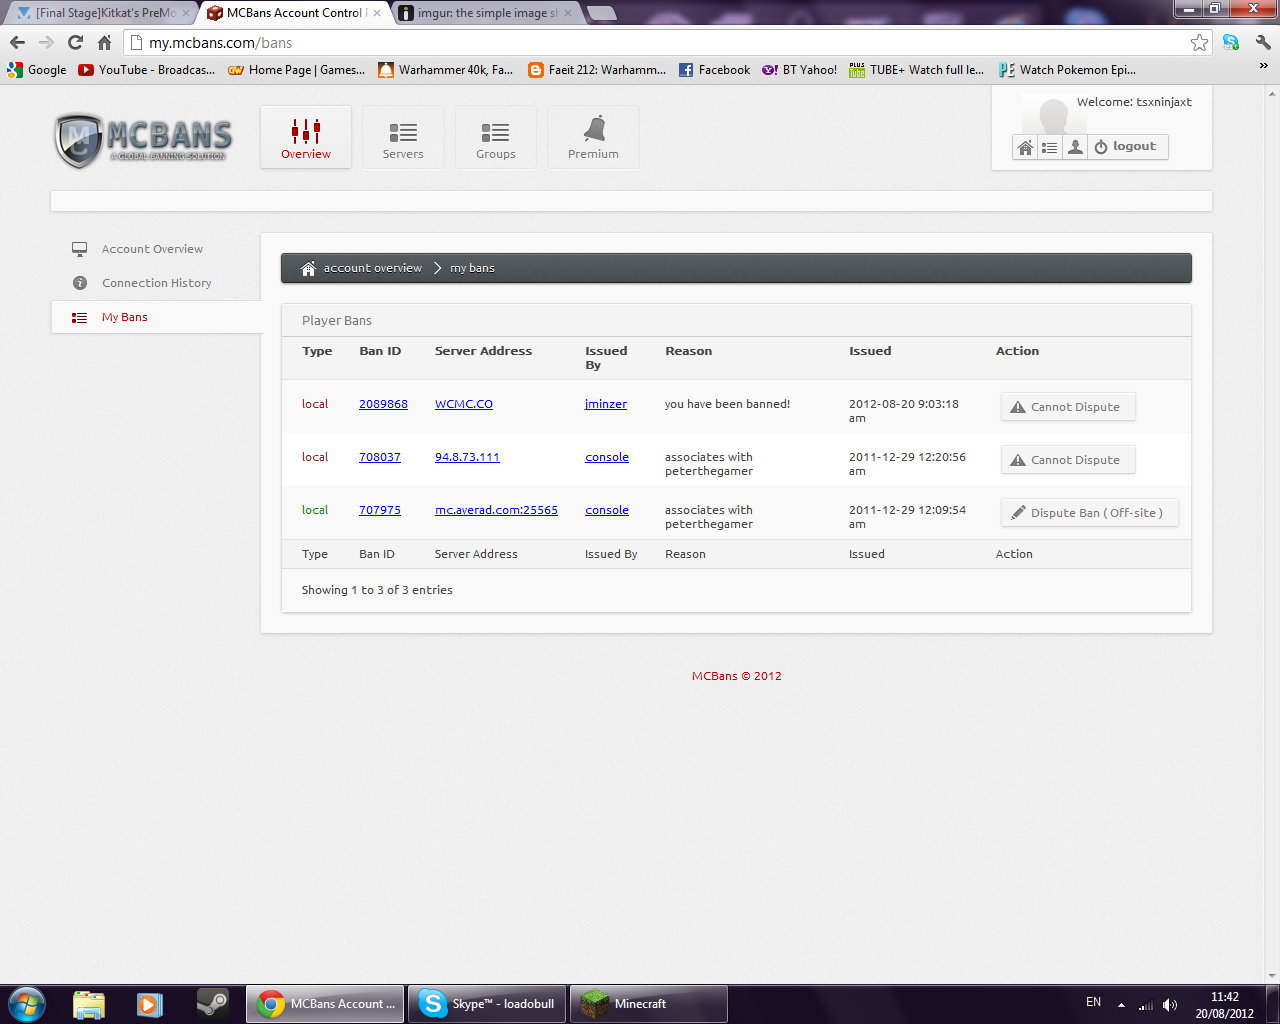 [Final Stage]Kitkat's PreMo
MCBans Account Control
imgur: the simple image s
my.mcbans.com/bans
Google
YouTube - Broadcas...
Home Page | Games...
Warhammer 40k, Fa...
Faeit 212: Warhamm...
Facebook
BT Yahoo!
TUBE+ Watch full le...
Watch Pokemon Epi...
»
MCBANS
A GLOBAL BANNING SOLUTION
Overview
Servers
Groups
Premium
Welcome: tsxninjaxt
logout
Account Overview
Connection History
My Bans
account overview
my bans
Player Bans
Type Ban ID Server Address Issued By Reason Issued Action
local 2089868 WCMC.CO jminzer you have been banned! 2012-08-20 9:03:18 am Cannot Dispute
local 708037 94.8.73.111 console associates with peterthegamer 2011-12-29 12:20:56 am Cannot Dispute
local 707975 mc.averad.com:25565 console associates with peterthegamer 2011-12-29 12:09:54 am Dispute Ban ( Off-site )
Type Ban ID Server Address Issued By Reason Issued Action
Showing 1 to 3 of 3 entries
MCBans © 2012
MCBans Account ...
Skype™ - loadobull
Minecraft
EN
11:42
20/08/2012